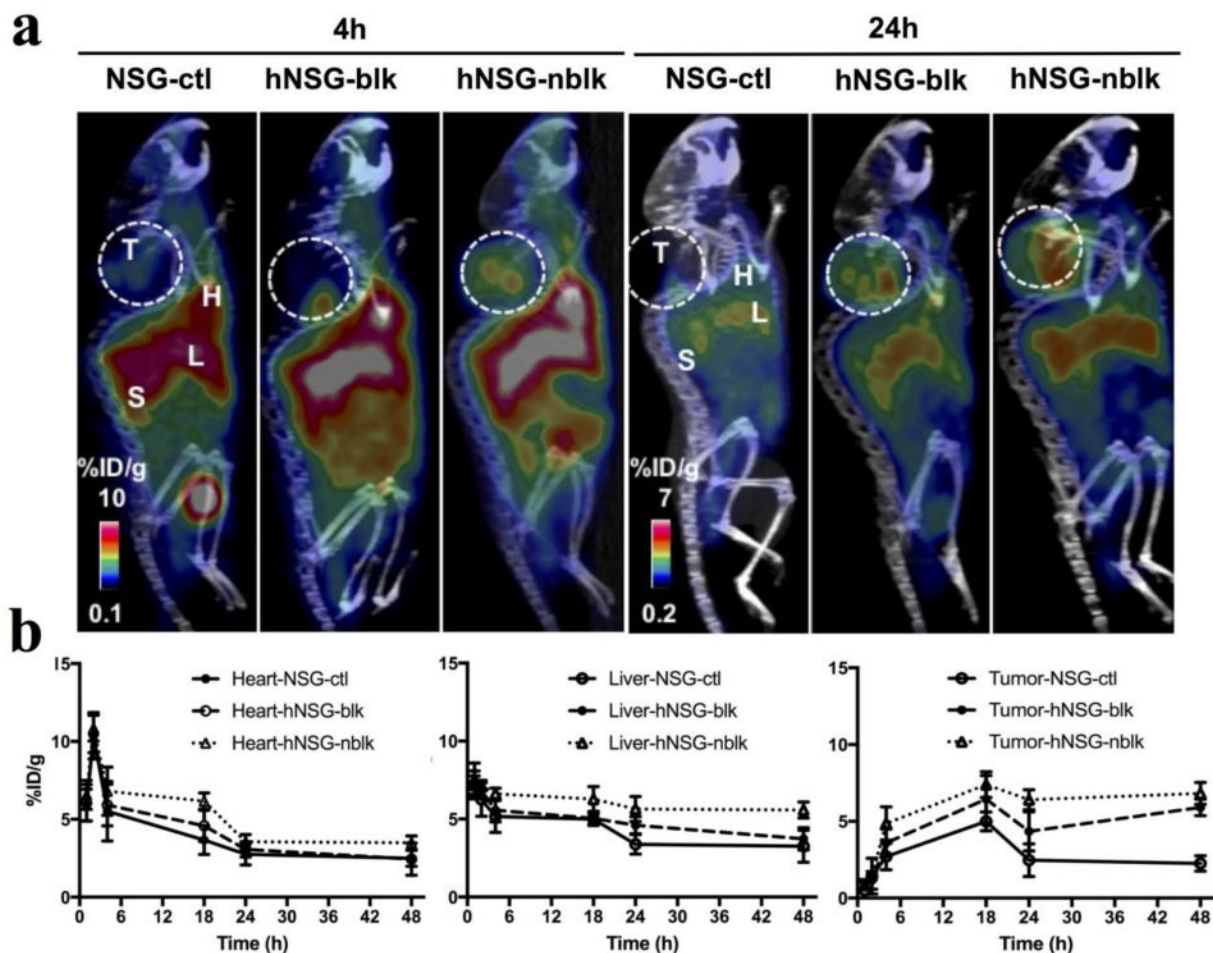 a
4h 24h
NSG-ctl hNSG-blk hNSG-nblk NSG-ctl hNSG-blk hNSG-nblk
T
H
L
S
%ID/g
10
0.1
T
H
L
S
%ID/g
7
0.2
b
15
10
5
0
%ID/g
Heart-NSG-ctl
Heart-hNSG-blk
Heart-hNSG-nblk
0 6 12 18 24 30 36 42 48
Time (h)
15
10
5
0
Liver-NSG-ctl
Liver-hNSG-blk
Liver-hNSG-nblk
0 6 12 18 24 30 36 42 48
Time (h)
15
10
5
0
Tumor-NSG-ctl
Tumor-hNSG-blk
Tumor-hNSG-nblk
0 6 12 18 24 30 36 42 48
Time (h)